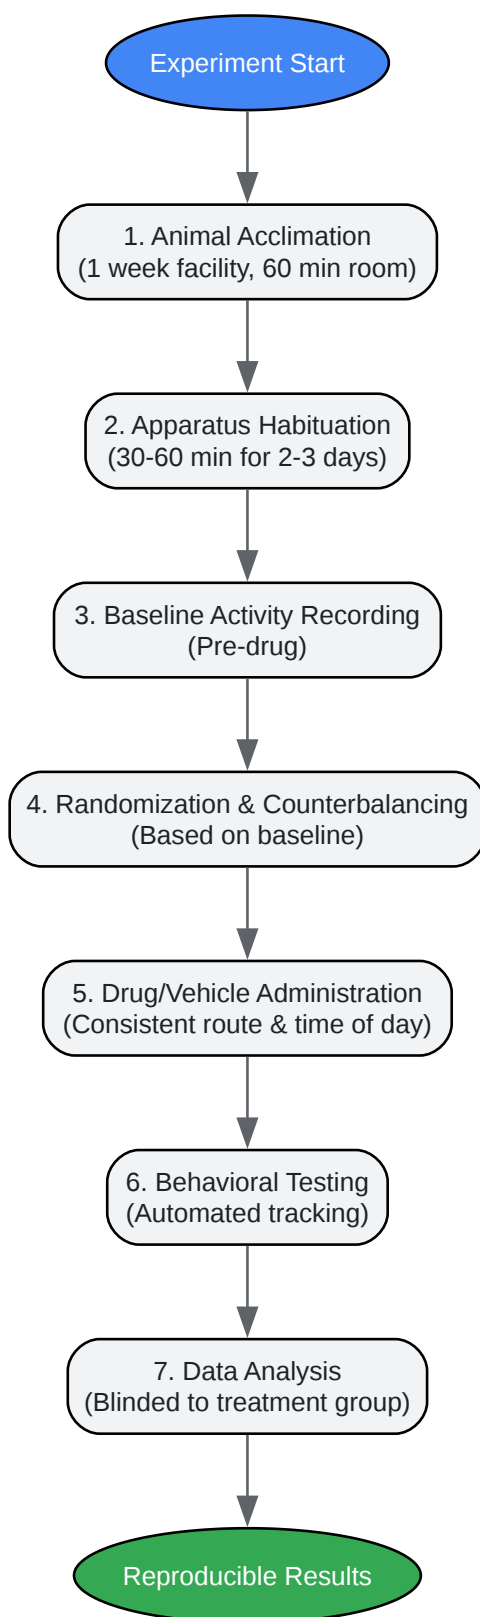 Experiment Start
1. Animal Acclimation
(1 week facility, 60 min room)
2. Apparatus Habituation
(30-60 min for 2-3 days)
3. Baseline Activity Recording
(Pre-drug)
4. Randomization & Counterbalancing
(Based on baseline)
5. Drug/Vehicle Administration
(Consistent route & time of day)
6. Behavioral Testing
(Automated tracking)
7. Data Analysis
(Blinded to treatment group)
Reproducible Results